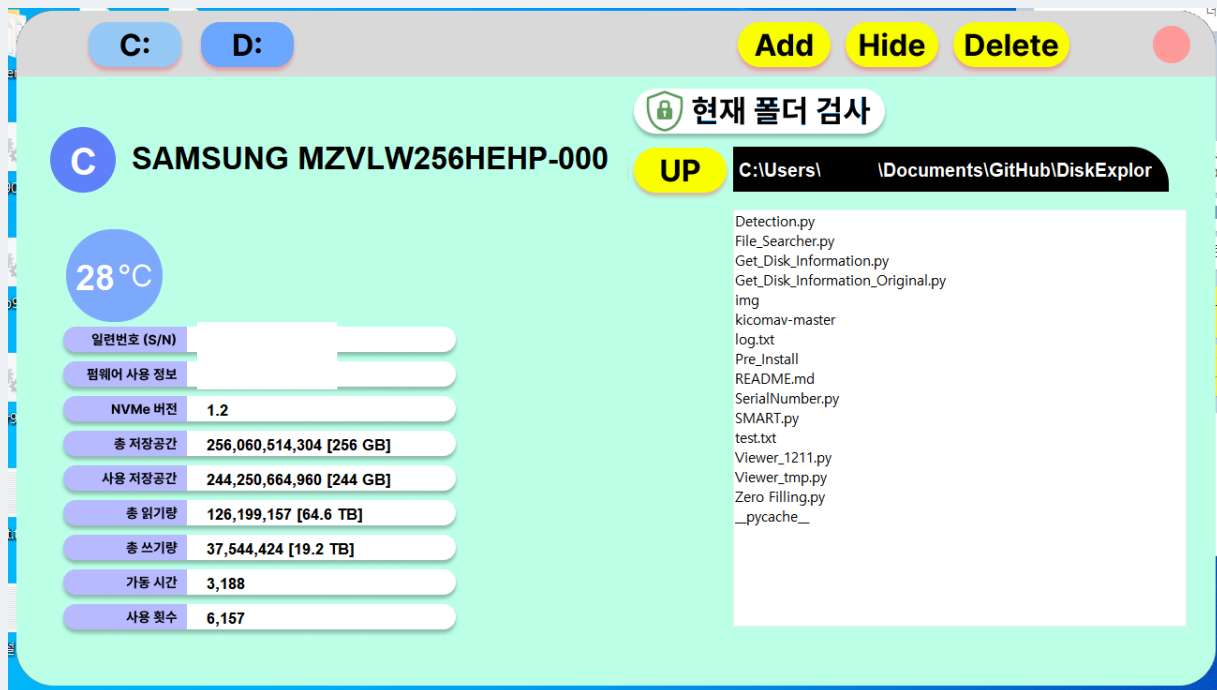 C:
D:
Add
Hide
Delete
현재 폴더 검사
C
SAMSUNG MZVLW256HEHP-000
UP
C:\Users\ \Documents\GitHub\DiskExplor
28°C
일련번호 (S/N)
펌웨어 사용 정보
NVMe 버전 1.2
총 저장공간 256,060,514,304 [256 GB]
사용 저장공간 244,250,664,960 [244 GB]
총 읽기량 126,199,157 [64.6 TB]
총 쓰기량 37,544,424 [19.2 TB]
가동 시간 3,188
사용 횟수 6,157
Detection.py
File_Searcher.py
Get_Disk_Information.py
Get_Disk_Information_Original.py
img
kicomav-master
log.txt
Pre_Install
README.md
SerialNumber.py
SMART.py
test.txt
Viewer_1211.py
Viewer_tmp.py
Zero Filling.py
__pycache__